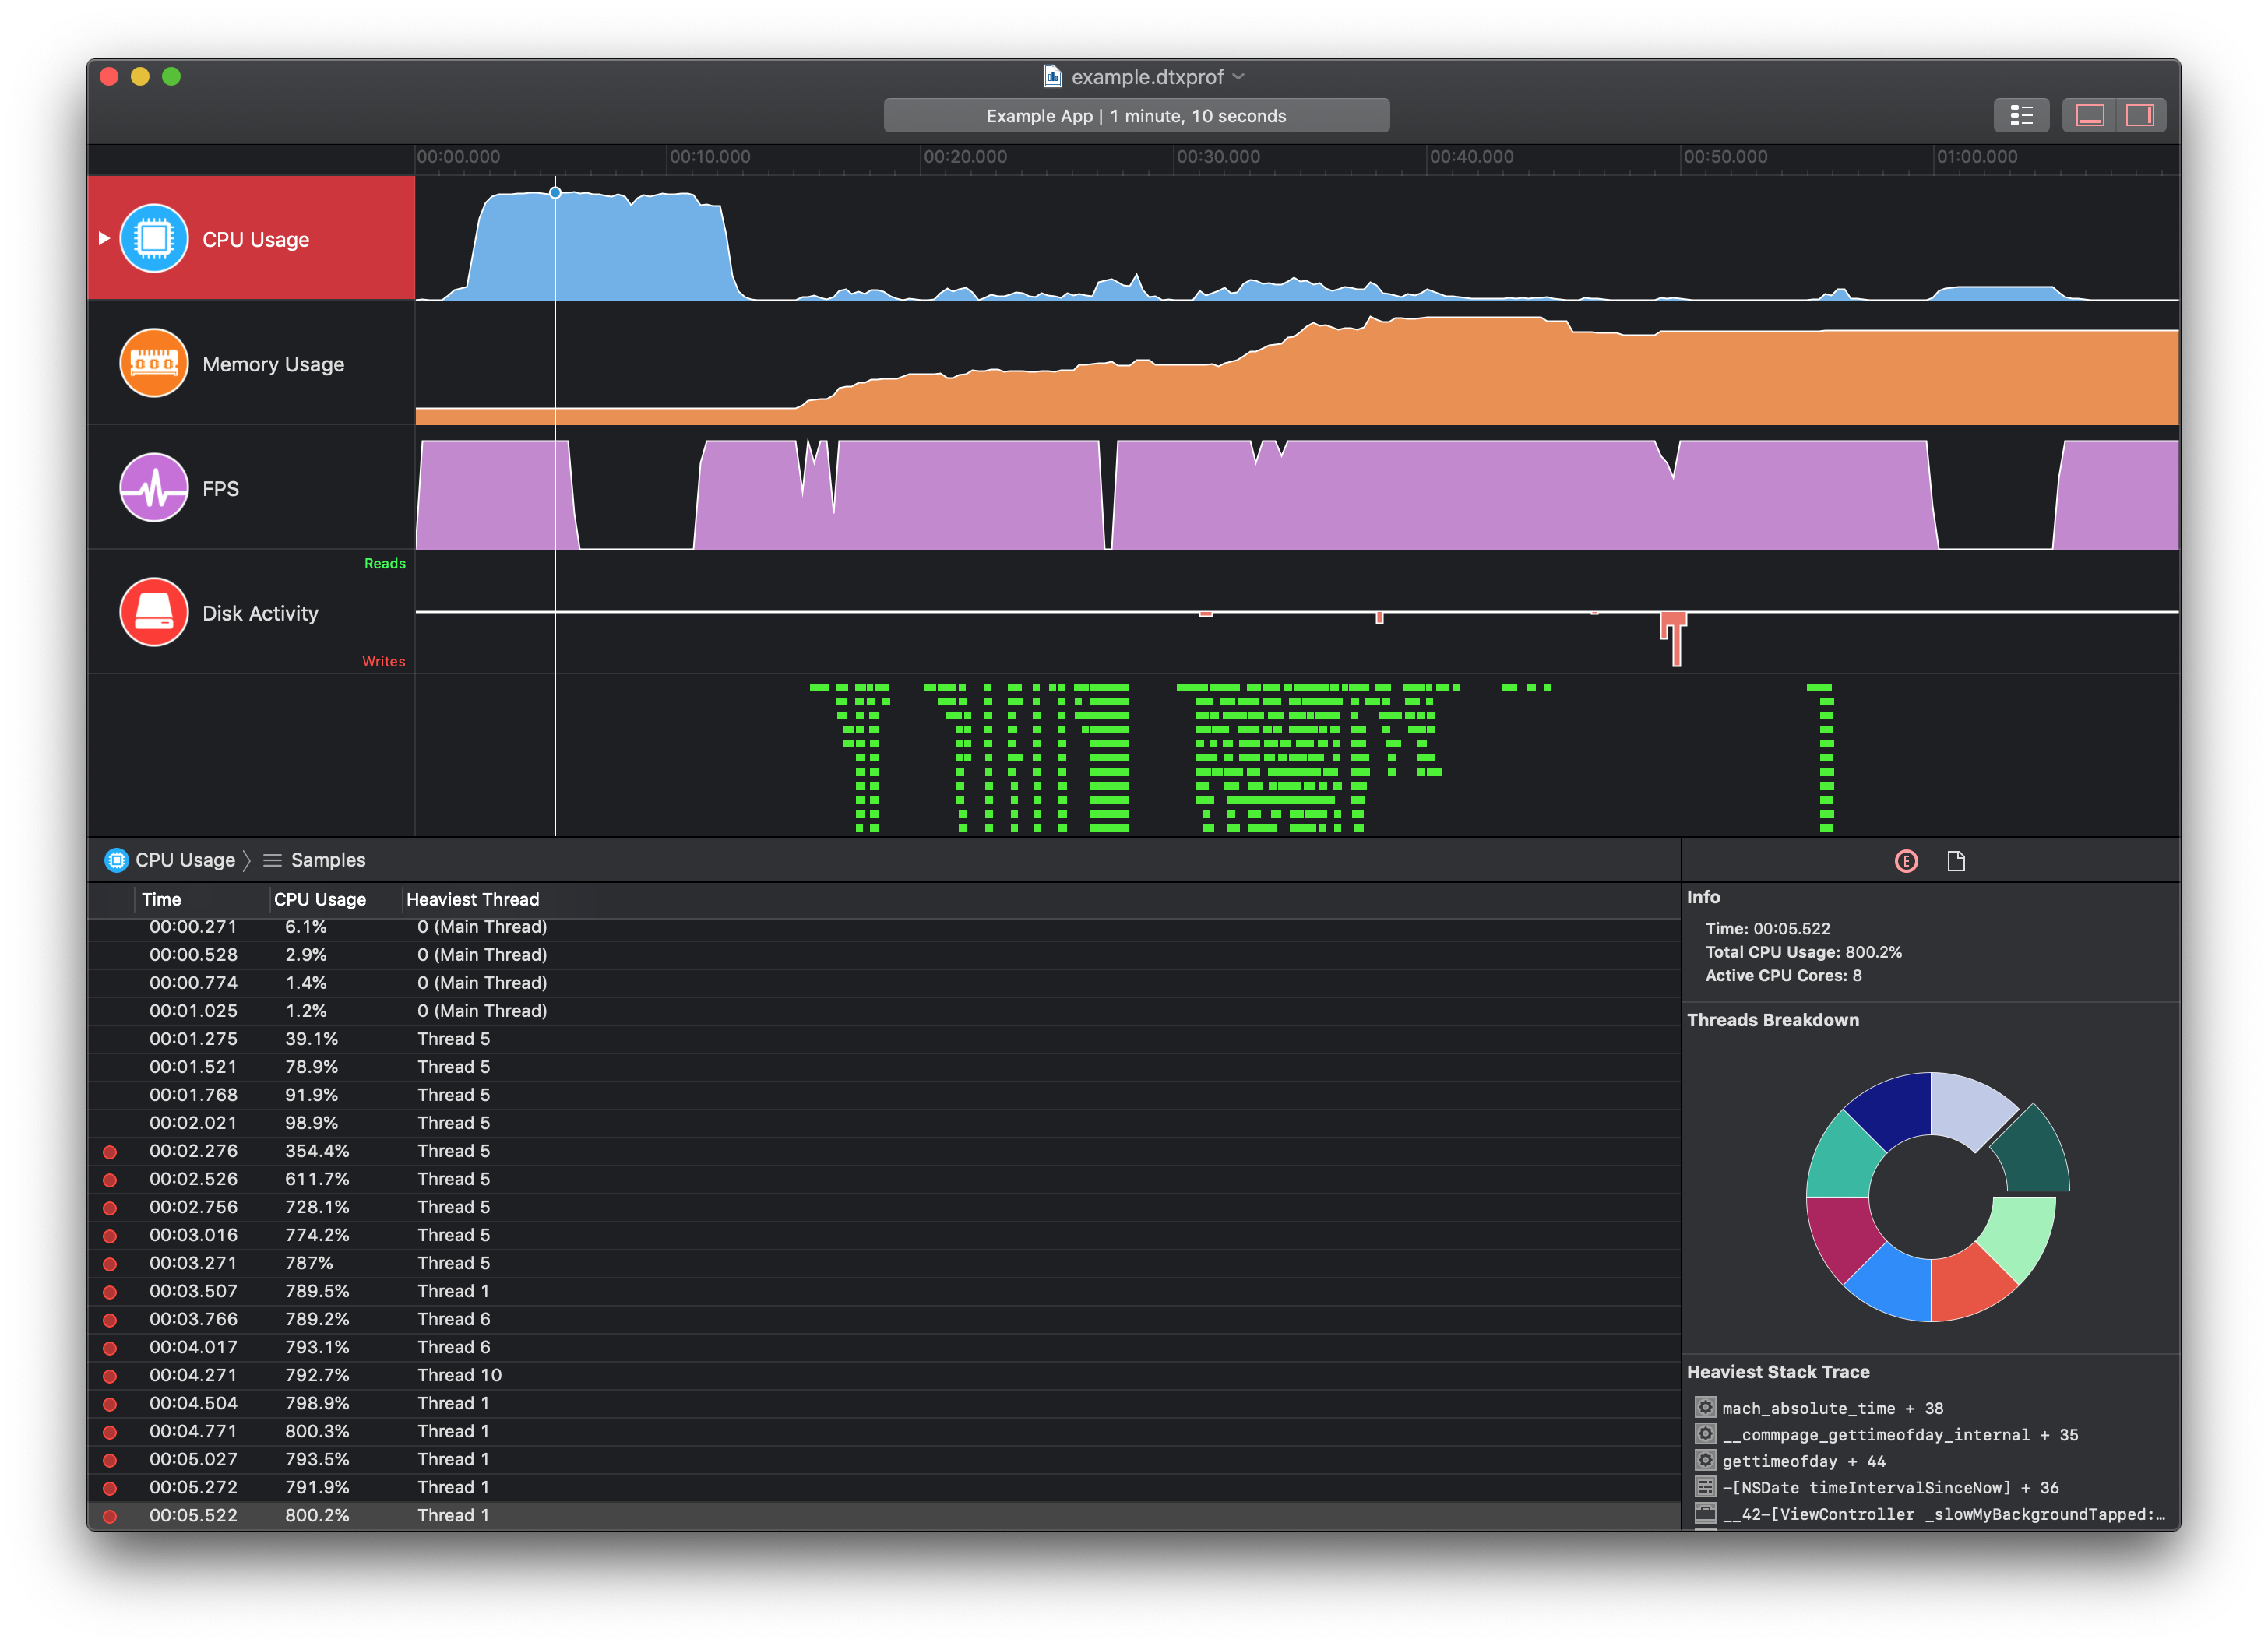 example.dtxprof
Example App | 1 minute, 10 seconds
00:00.000 00:10.000 00:20.000 00:30.000 00:40.000 00:50.000 01:00.000
CPU Usage
Memory Usage
FPS
Reads
Disk Activity
Writes
CPU Usage Samples
E
Time CPU Usage Heaviest Thread
00:00.271 6.1% 0 (Main Thread)
00:00.528 2.9% 0 (Main Thread)
00:00.774 1.4% 0 (Main Thread)
00:01.025 1.2% 0 (Main Thread)
00:01.275 39.1% Thread 5
00:01.521 78.9% Thread 5
00:01.768 91.9% Thread 5
00:02.021 98.9% Thread 5
00:02.276 354.4% Thread 5
00:02.526 611.7% Thread 5
00:02.756 728.1% Thread 5
00:03.016 774.2% Thread 5
00:03.271 787% Thread 5
00:03.507 789.5% Thread 1
00:03.766 789.2% Thread 6
00:04.017 793.1% Thread 6
00:04.271 792.7% Thread 10
00:04.504 798.9% Thread 1
00:04.771 800.3% Thread 1
00:05.027 793.5% Thread 1
00:05.272 791.9% Thread 1
00:05.522 800.2% Thread 1
Info
Time: 00:05.522
Total CPU Usage: 800.2%
Active CPU Cores: 8
Threads Breakdown
Heaviest Stack Trace
mach_absolute_time + 38
__commpage_gettimeofday_internal + 35
gettimeofday + 44
-[NSDate timeIntervalSinceNow] + 36
__42-[ViewController _slowMyBackgroundTapped:…